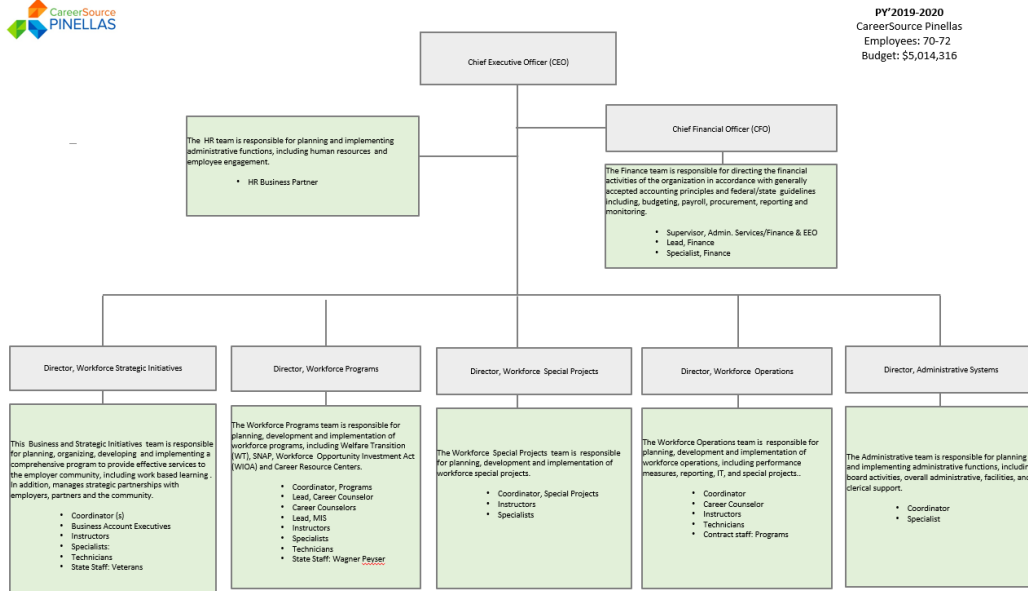 CareerSource
PINELLAS
PY'2019-2020
CareerSource Pinellas
Employees: 70-72
Budget: $5,014,316
Chief Executive Officer (CEO)
Chief Financial Officer (CFO)
The HR team is responsible for planning and implementing
administrative functions, including human resources and
employee engagement.
• HR Business Partner
The Finance team is responsible for directing the financial
activities of the organization in accordance with generally
accepted accounting principles and federal/state guidelines
including, budgeting, payroll, procurement, reporting and
monitoring.
• Supervisor, Admin. Services/Finance & EEO
• Lead, Finance
• Specialist, Finance
Director, Workforce Strategic Initiatives
Director, Workforce Programs
Director, Workforce Special Projects
Director, Workforce Operations
Director, Administrative Systems
This Business and Strategic Initiatives team is responsible
for planning, organizing, developing and implementing a
comprehensive program to provide effective services to
the employer community, including work based learning .
In addition, manages strategic partnerships with
employers, partners and the community.
• Coordinator (s)
• Business Account Executives
• Instructors
• Specialists:
• Technicians
• State Staff: Veterans
The Workforce Programs team is responsible for
planning, development and implementation of
workforce programs, including Welfare Transition
(WT), SNAP, Workforce Opportunity Investment Act
(WIOA) and Career Resource Centers.
• Coordinator, Programs
• Lead, Career Counselor
• Career Counselors
• Lead, MIS
• Instructors
• Specialists
• Technicians
• State Staff: Wagner Peyser
The Workforce Special Projects team is responsible
for planning, development and implementation of
workforce special projects.
• Coordinator, Special Projects
• Instructors
• Specialists
The Workforce Operations team is responsible for
planning, development and implementation of
workforce operations, including performance
measures, reporting, IT, and special projects..
• Coordinator
• Career Counselor
• Instructors
• Technicians
• Contract staff: Programs
The Administrative team is responsible for planning
and implementing administrative functions, includin
board activities, overall administrative, facilities, and
clerical support.
• Coordinator
• Specialist